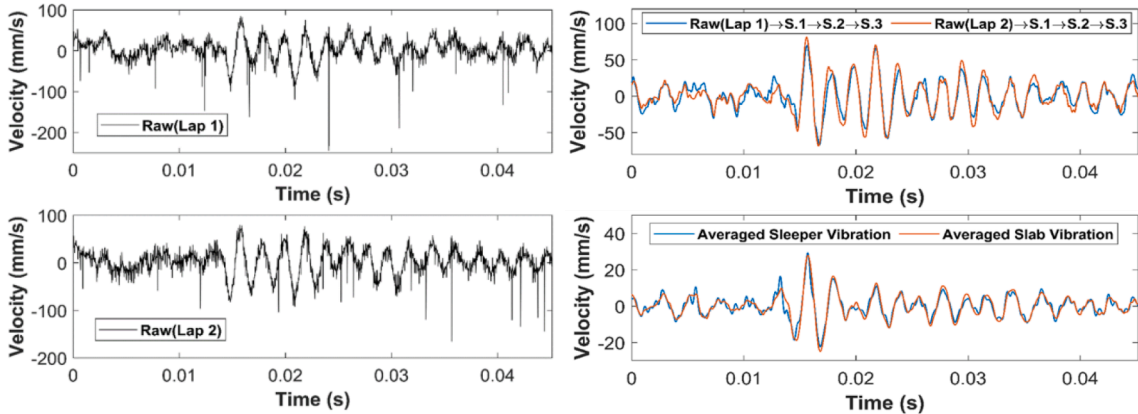 100
0
-100
-200
Velocity (mm/s)
Raw(Lap 1)
0
0.01
0.02
0.03
0.04
Time (s)
100
50
0
-50
Velocity (mm/s)
Raw(Lap 1)→S.1→S.2→S.3
Raw(Lap 2)→S.1→S.2→S.3
0
0.01
0.02
0.03
0.04
Time (s)
100
0
-100
-200
Velocity (mm/s)
Raw(Lap 2)
0
0.01
0.02
0.03
0.04
Time (s)
40
20
0
-20
Velocity (mm/s)
Averaged Sleeper Vibration
Averaged Slab Vibration
0
0.01
0.02
0.03
0.04
Time (s)